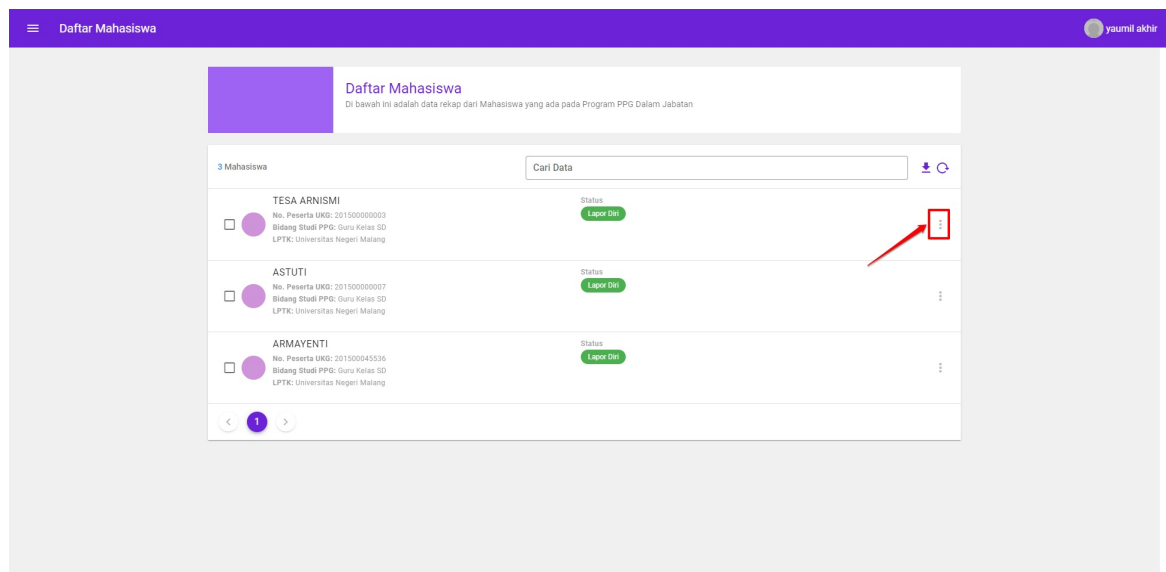 Daftar Mahasiswa
yaumil akhir
Daftar Mahasiswa
Di bawah ini adalah data rekap dari Mahasiswa yang ada pada Program PPG Dalam Jabatan
3 Mahasiswa
Cari Data
TESA ARNISMI
No. Peserta UKG: 201500000003
Bidang Studi PPG: Guru Kelas SD
LPTK: Universitas Negeri Malang
Status
Lapor Diri
ASTUTI
No. Peserta UKG: 201500000007
Bidang Studi PPG: Guru Kelas SD
LPTK: Universitas Negeri Malang
Status
Lapor Diri
ARMAYENTI
No. Peserta UKG: 201500045536
Bidang Studi PPG: Guru Kelas SD
LPTK: Universitas Negeri Malang
Status
Lapor Diri
1